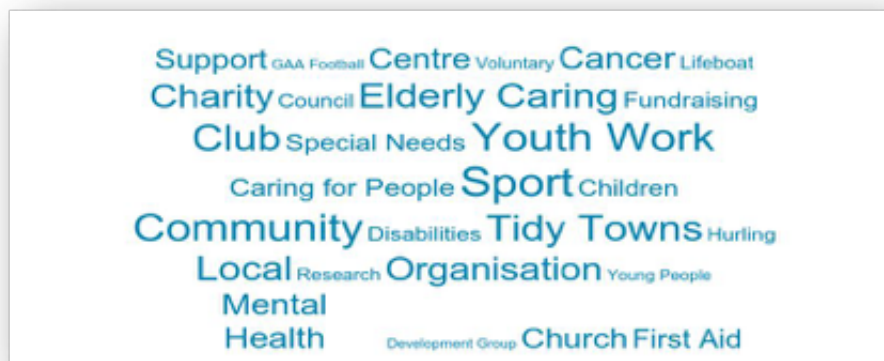 Support GAA Football Centre Voluntary Cancer Lifeboat
Charity Council Elderly Caring Fundraising
Club Special Needs Youth Work
Caring for People Sport Children
Community Disabilities Tidy Towns Hurling
Local Research Organisation Young People
Mental
Health Development Group Church First Aid